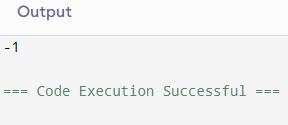 Output
-1
=== Code Execution Successful ===